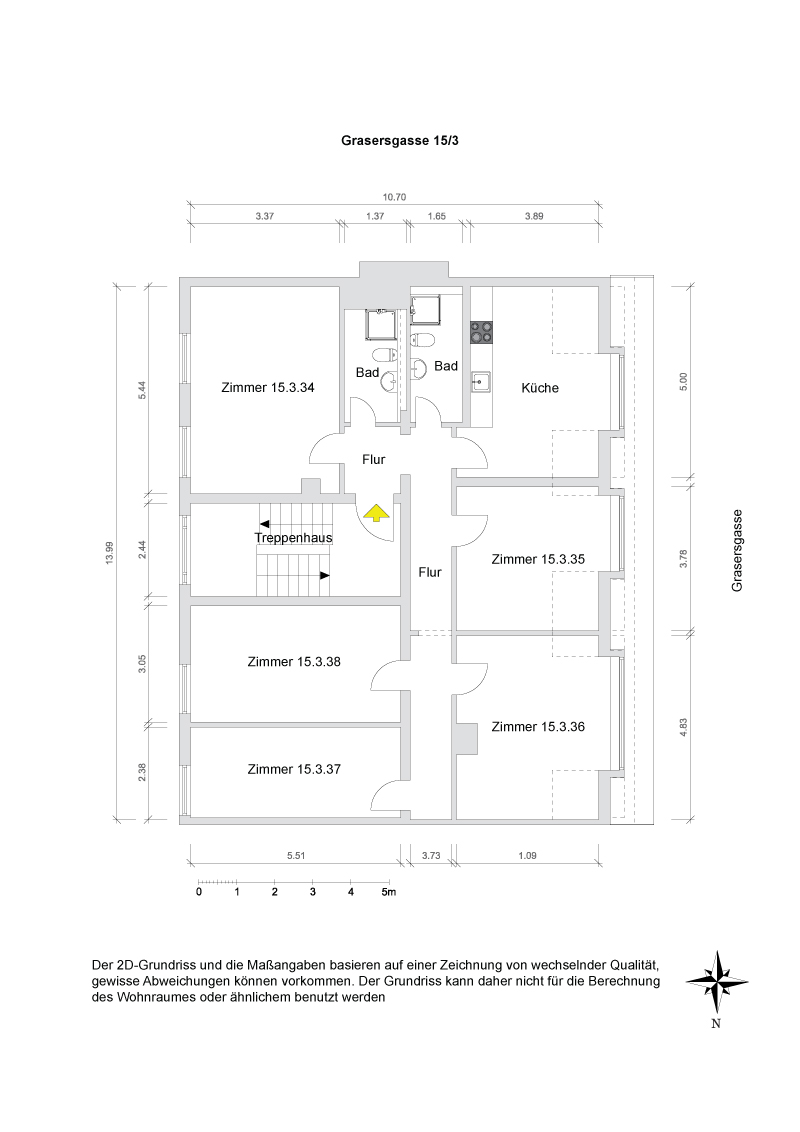 Grasersgasse 15/3
10.70
3.37 1.37 1.65 3.89
Bad
Bad
Zimmer 15.3.34
Küche
5.44
5.00
Flur
Treppenhaus
Zimmer 15.3.35
Flur
13.99
2.44
3.78
Grasersgasse
Zimmer 15.3.38
3.05
Zimmer 15.3.36
4.83
Zimmer 15.3.37
2.38
5.51 3.73 1.09
0 1 2 3 4 5m
Der 2D-Grundriss und die Maßangaben basieren auf einer Zeichnung von wechselnder Qualität,
gewisse Abweichungen können vorkommen. Der Grundriss kann daher nicht für die Berechnung
des Wohnraumes oder ähnlichem benutzt werden
N